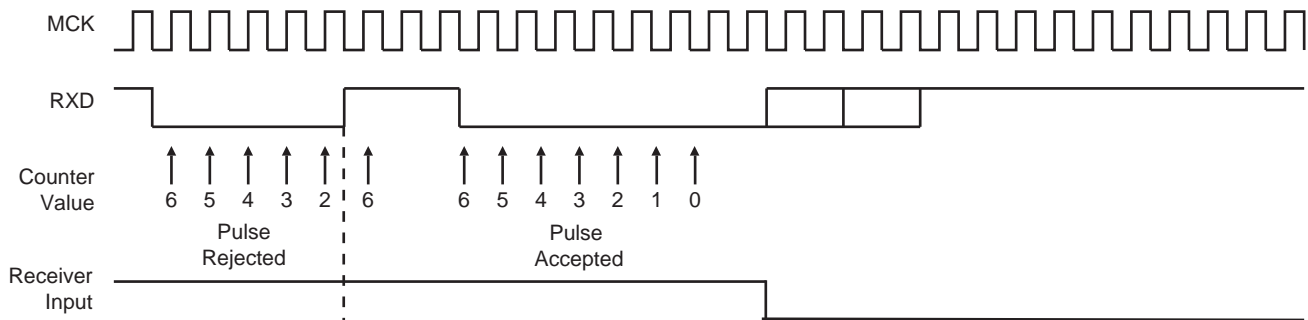 MCK
RXD
Counter
Value
6 5 4 3 2 6 6 5 4 3 2 1 0
Pulse
Rejected
Pulse
Accepted
Receiver
Input